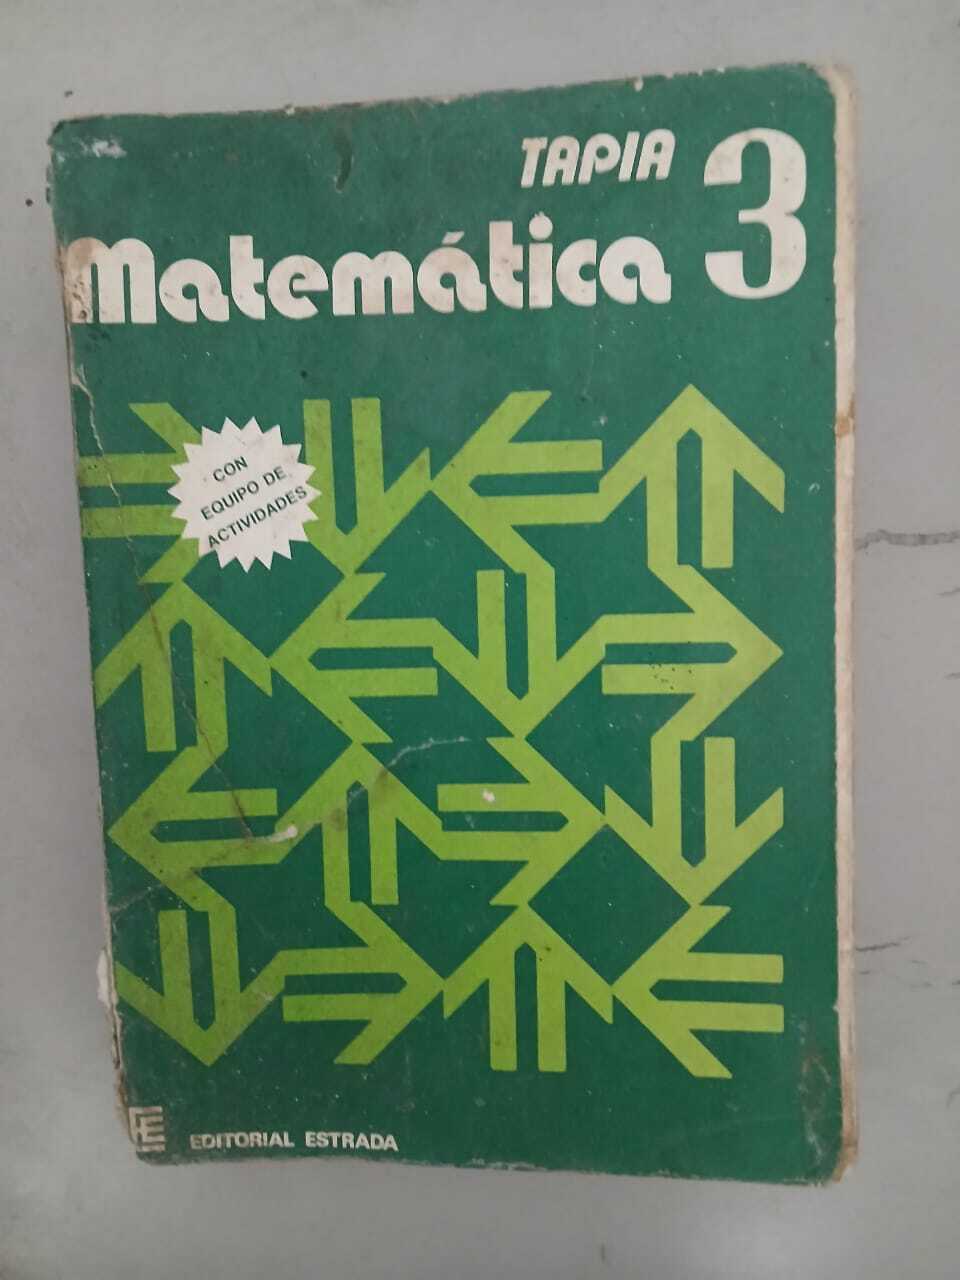 TAPIA 3
Matemática
CON
EQUIPO DE
ACTIVIDADES
EDITORIAL ESTRADA